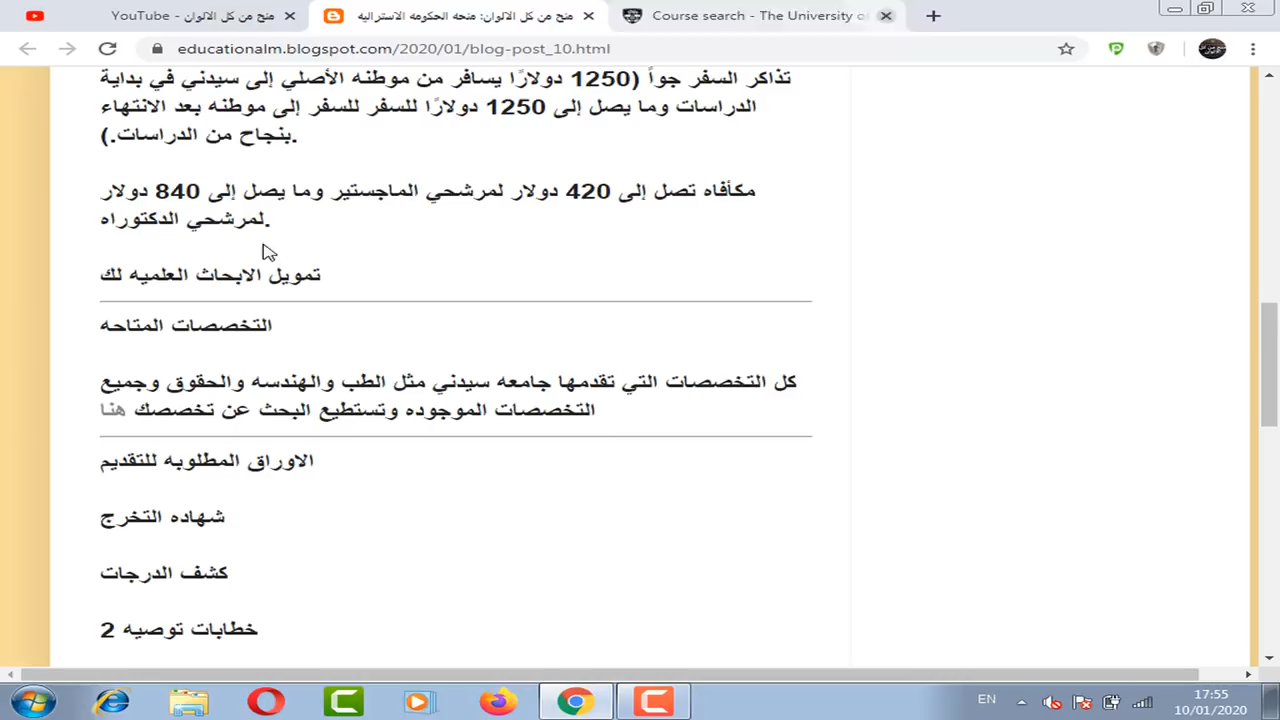 منح من كل الالوان - YouTube
منح من كل الالوان: منحه الحكومه الاستراليه
Course search - The University of
educationalm.blogspot.com/2020/01/blog-post_10.html
تذاكر السفر جواً (1250 دولارًا يسافر من موطنه الأصلي إلى سيدني في بداية
الدراسات وما يصل إلى 1250 دولارًا للسفر للسفر إلى موطنه بعد الانتهاء
بنجاح من الدراسات.).
مكأفاه تصل إلى 420 دولار لمرشحي الماجستير وما يصل إلى 840 دولار
لمرشحي الدكتوراه.
تمويل الابحاث العلميه لك
التخصصات المتاحه
كل التخصصات التي تقدمها جامعه سيدني مثل الطب والهندسه والحقوق وجميع
التخصصات الموجوده وتستطيع البحث عن تخصصك هنا
الاوراق المطلوبه للتقديم
شهاده التخرج
كشف الدرجات
خطابات توصيه 2
EN
17:55
10/01/2020